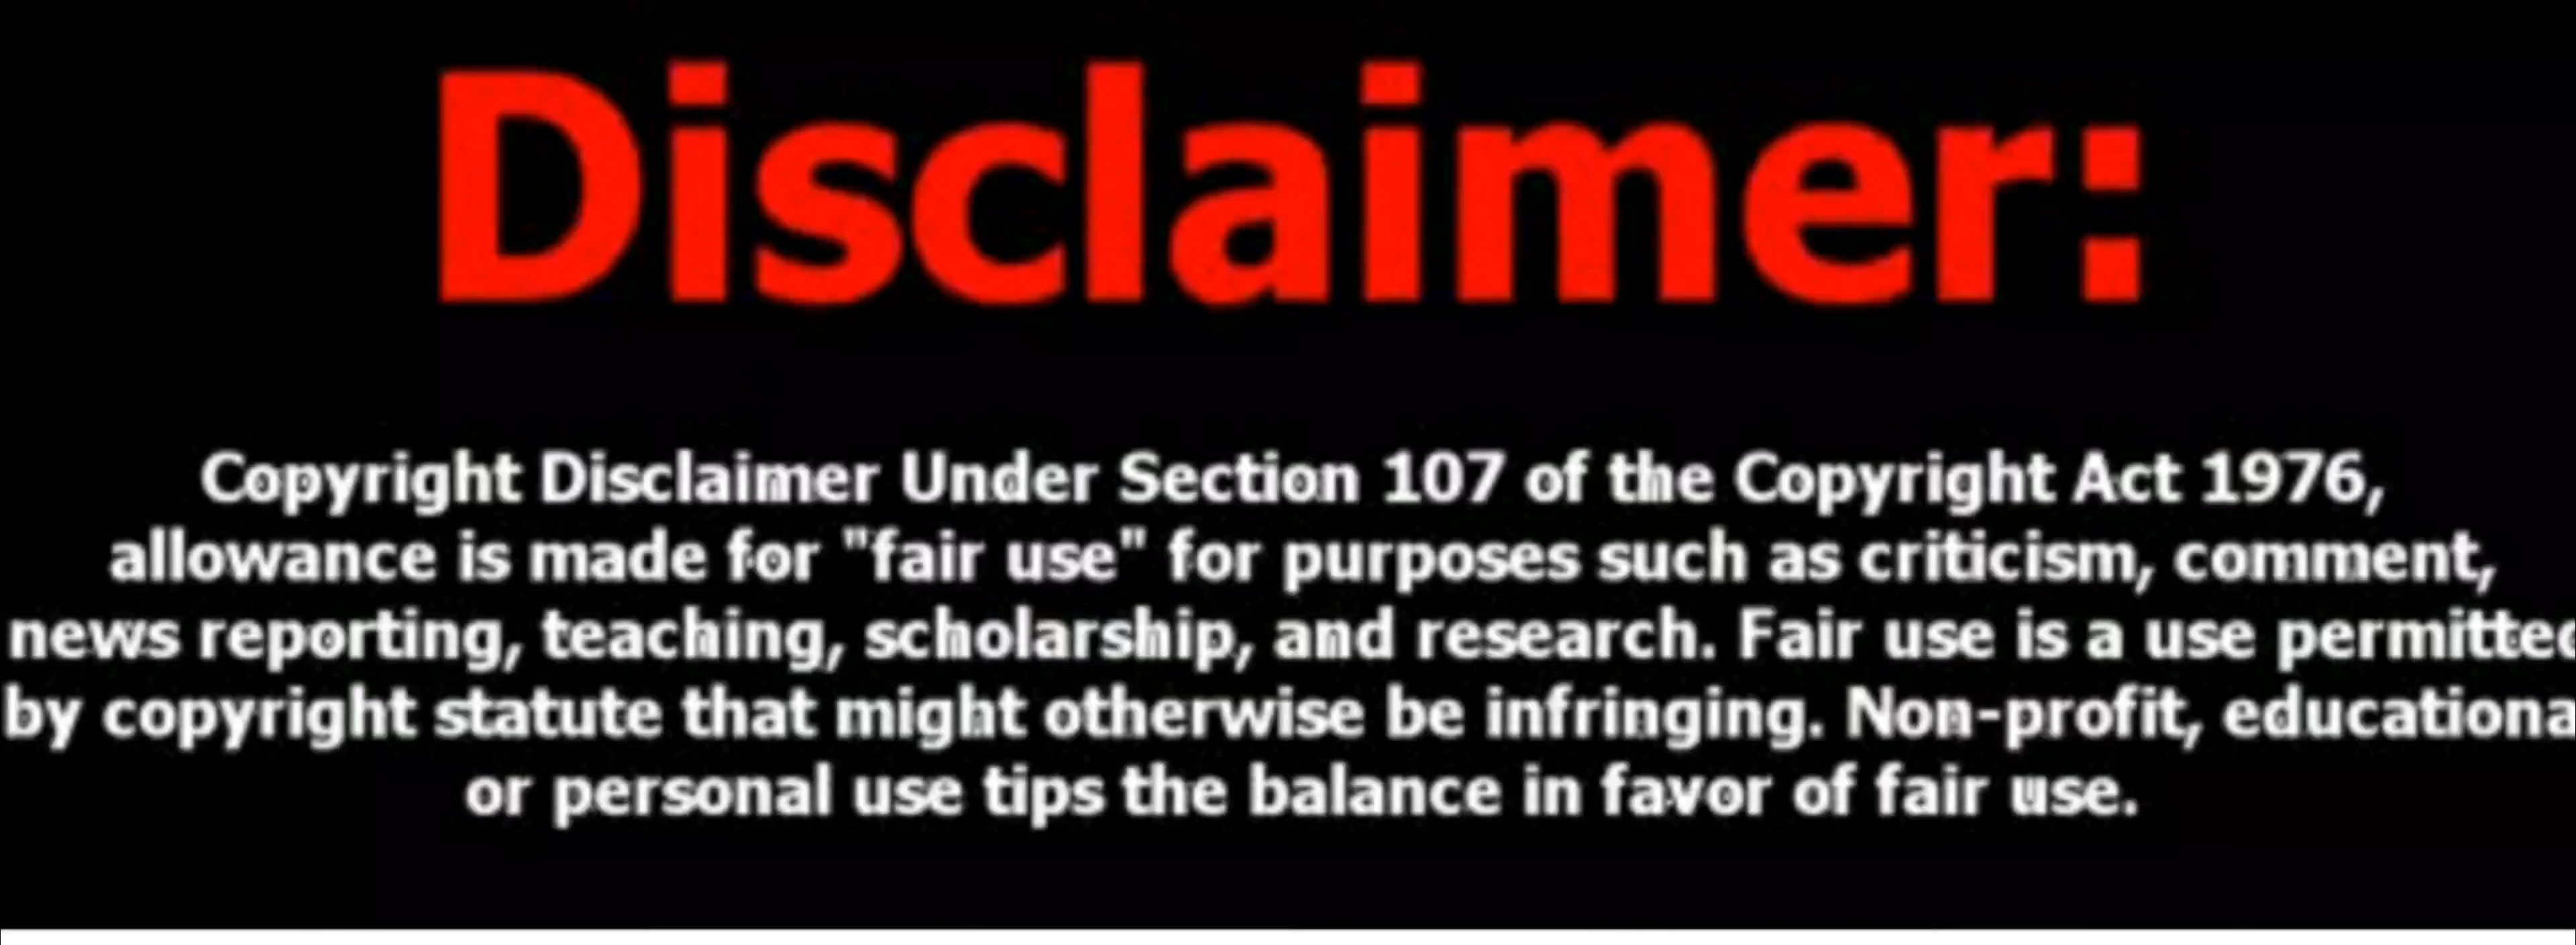 Disclaimer:
Copyright Disclaimer Under Section 107 of the Copyright Act 1976,
allowance is made for "fair use" for purposes such as criticism, comment,
news reporting, teaching, scholarship, and research. Fair use is a use permitted
by copyright statute that might otherwise be infringing. Non-profit, educationa
or personal use tips the balance in favor of fair use.